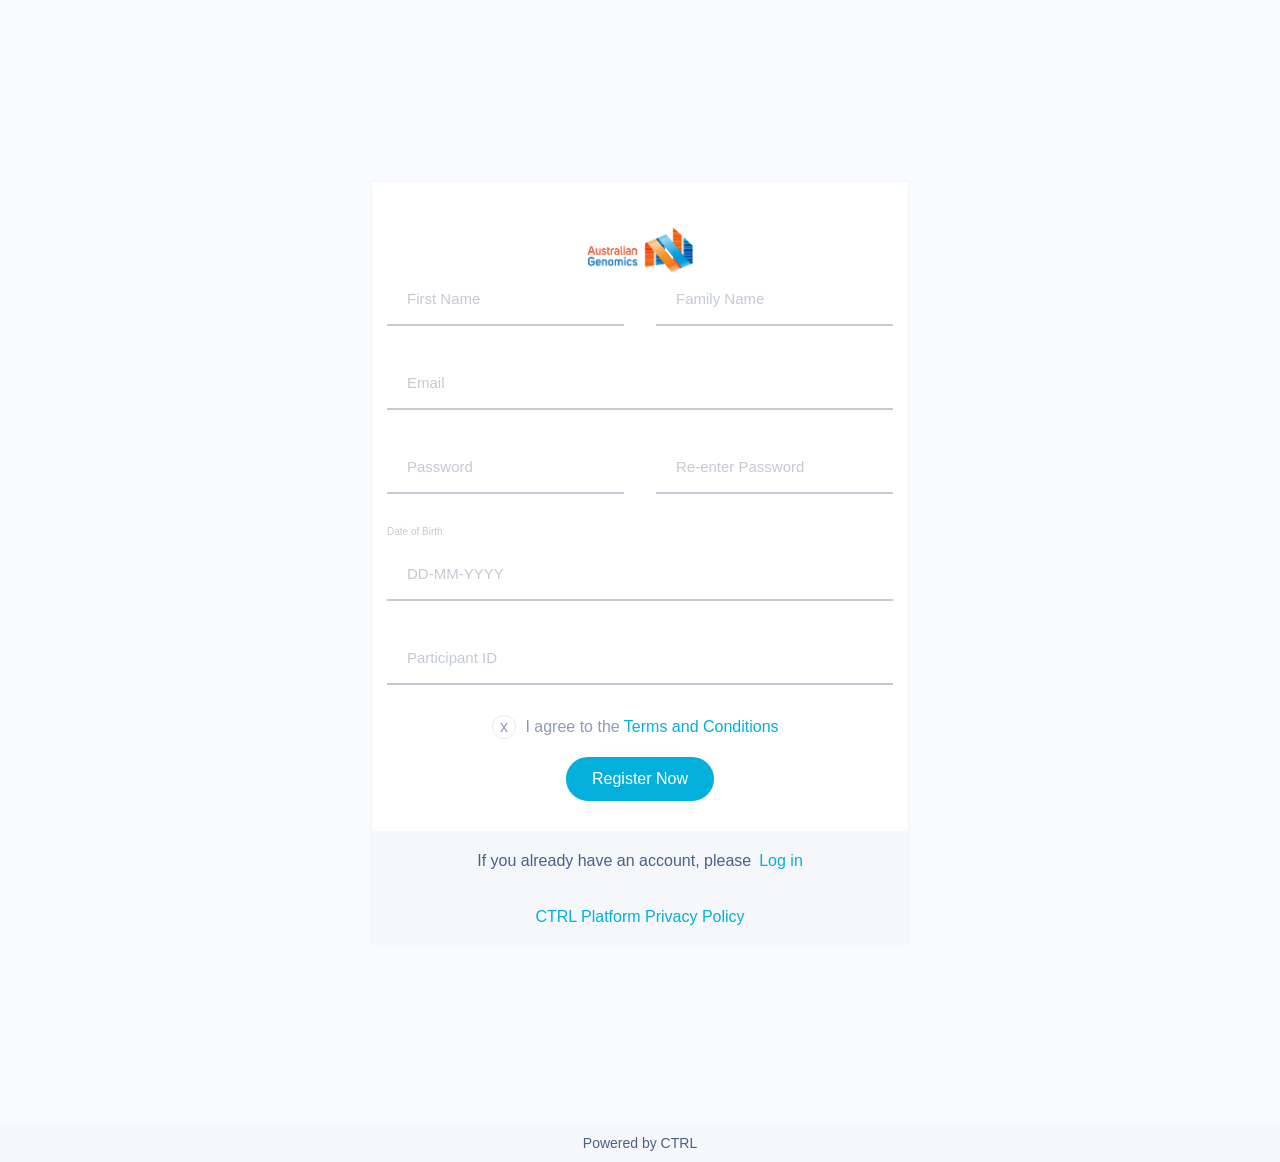 Australian
Genomics
First Name
Family Name
Email
Password
Re-enter Password
Date of Birth
DD-MM-YYYY
Participant ID
x I agree to the Terms and Conditions
Register Now
If you already have an account, please Log in
CTRL Platform Privacy Policy
Powered by CTRL